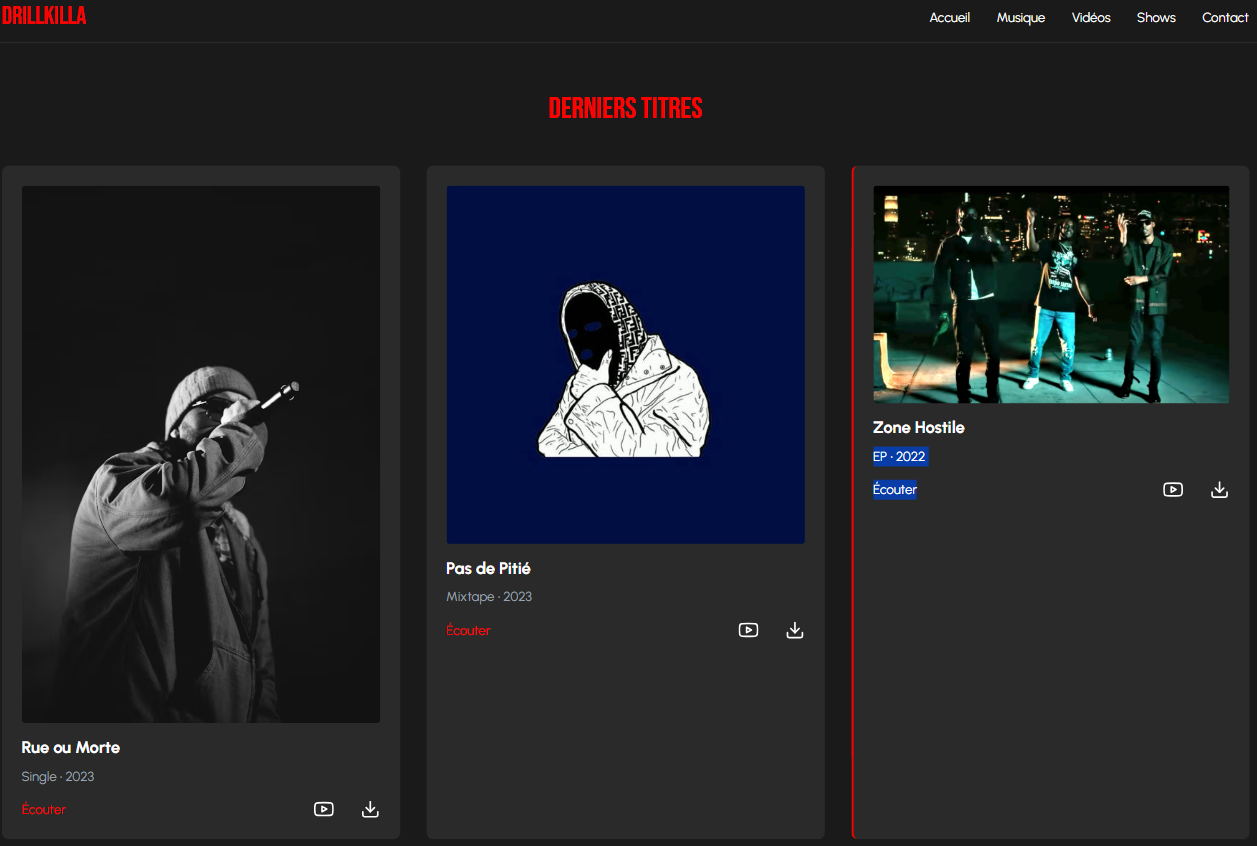 DRILLKILLA
Accueil Musique Vidéos Shows Contact
DERNIERS TITRES
Rue ou Morte
Single · 2023
Écouter
Pas de Pitié
Mixtape · 2023
Écouter
Zone Hostile
EP · 2022
Écouter